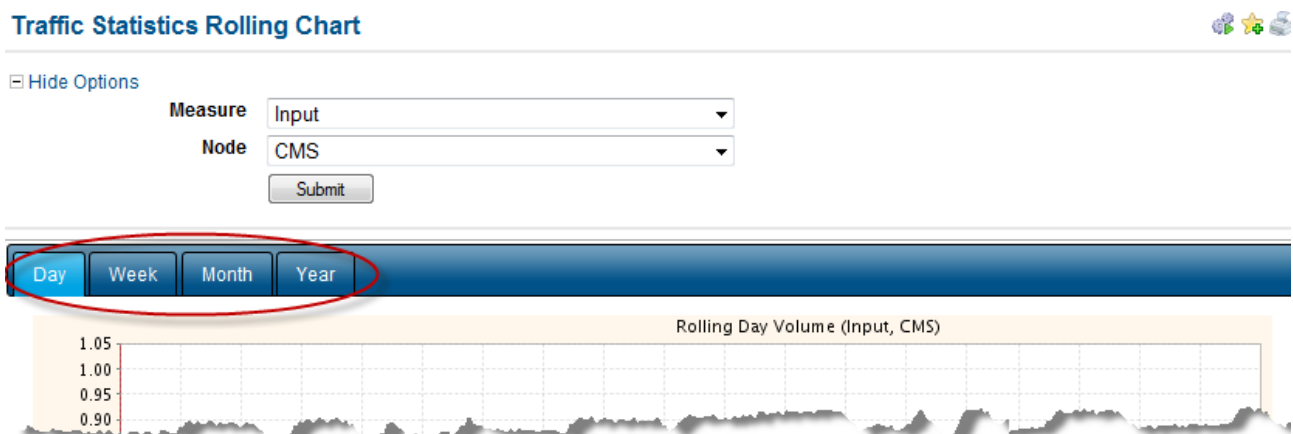 Traffic Statistics Rolling Chart
Hide Options
Measure Input
Node CMS
Submit
Day Week Month Year
Rolling Day Volume (Input, CMS)
1.05
1.00
0.95
0.90